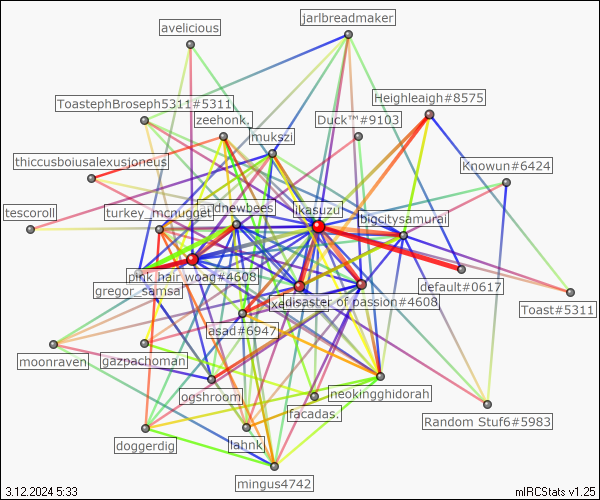 jarlbreadmaker
avelicious
Heighleaigh#8575
ToastephBroseph5311#5311
zeehonk.
Duck™#9103
mukszi
thiccusboiusalexusjoneus
Knowun#6424
tescoroll
turkey_mcnugget
ldnewbees
ikasuzu
bigcitysamurai
pink hair woag#4608
gregor_samsa
disaster of passion#4608
default#0617
Toast#5311
asad#6947
moonraven
gazpachoman
ogshroom
neokingghidorah
facadas.
Random Stuf6#5983
doggerdig
lahnk
mingus4742
3.12.2024 5:33
mIRCStats v1.25